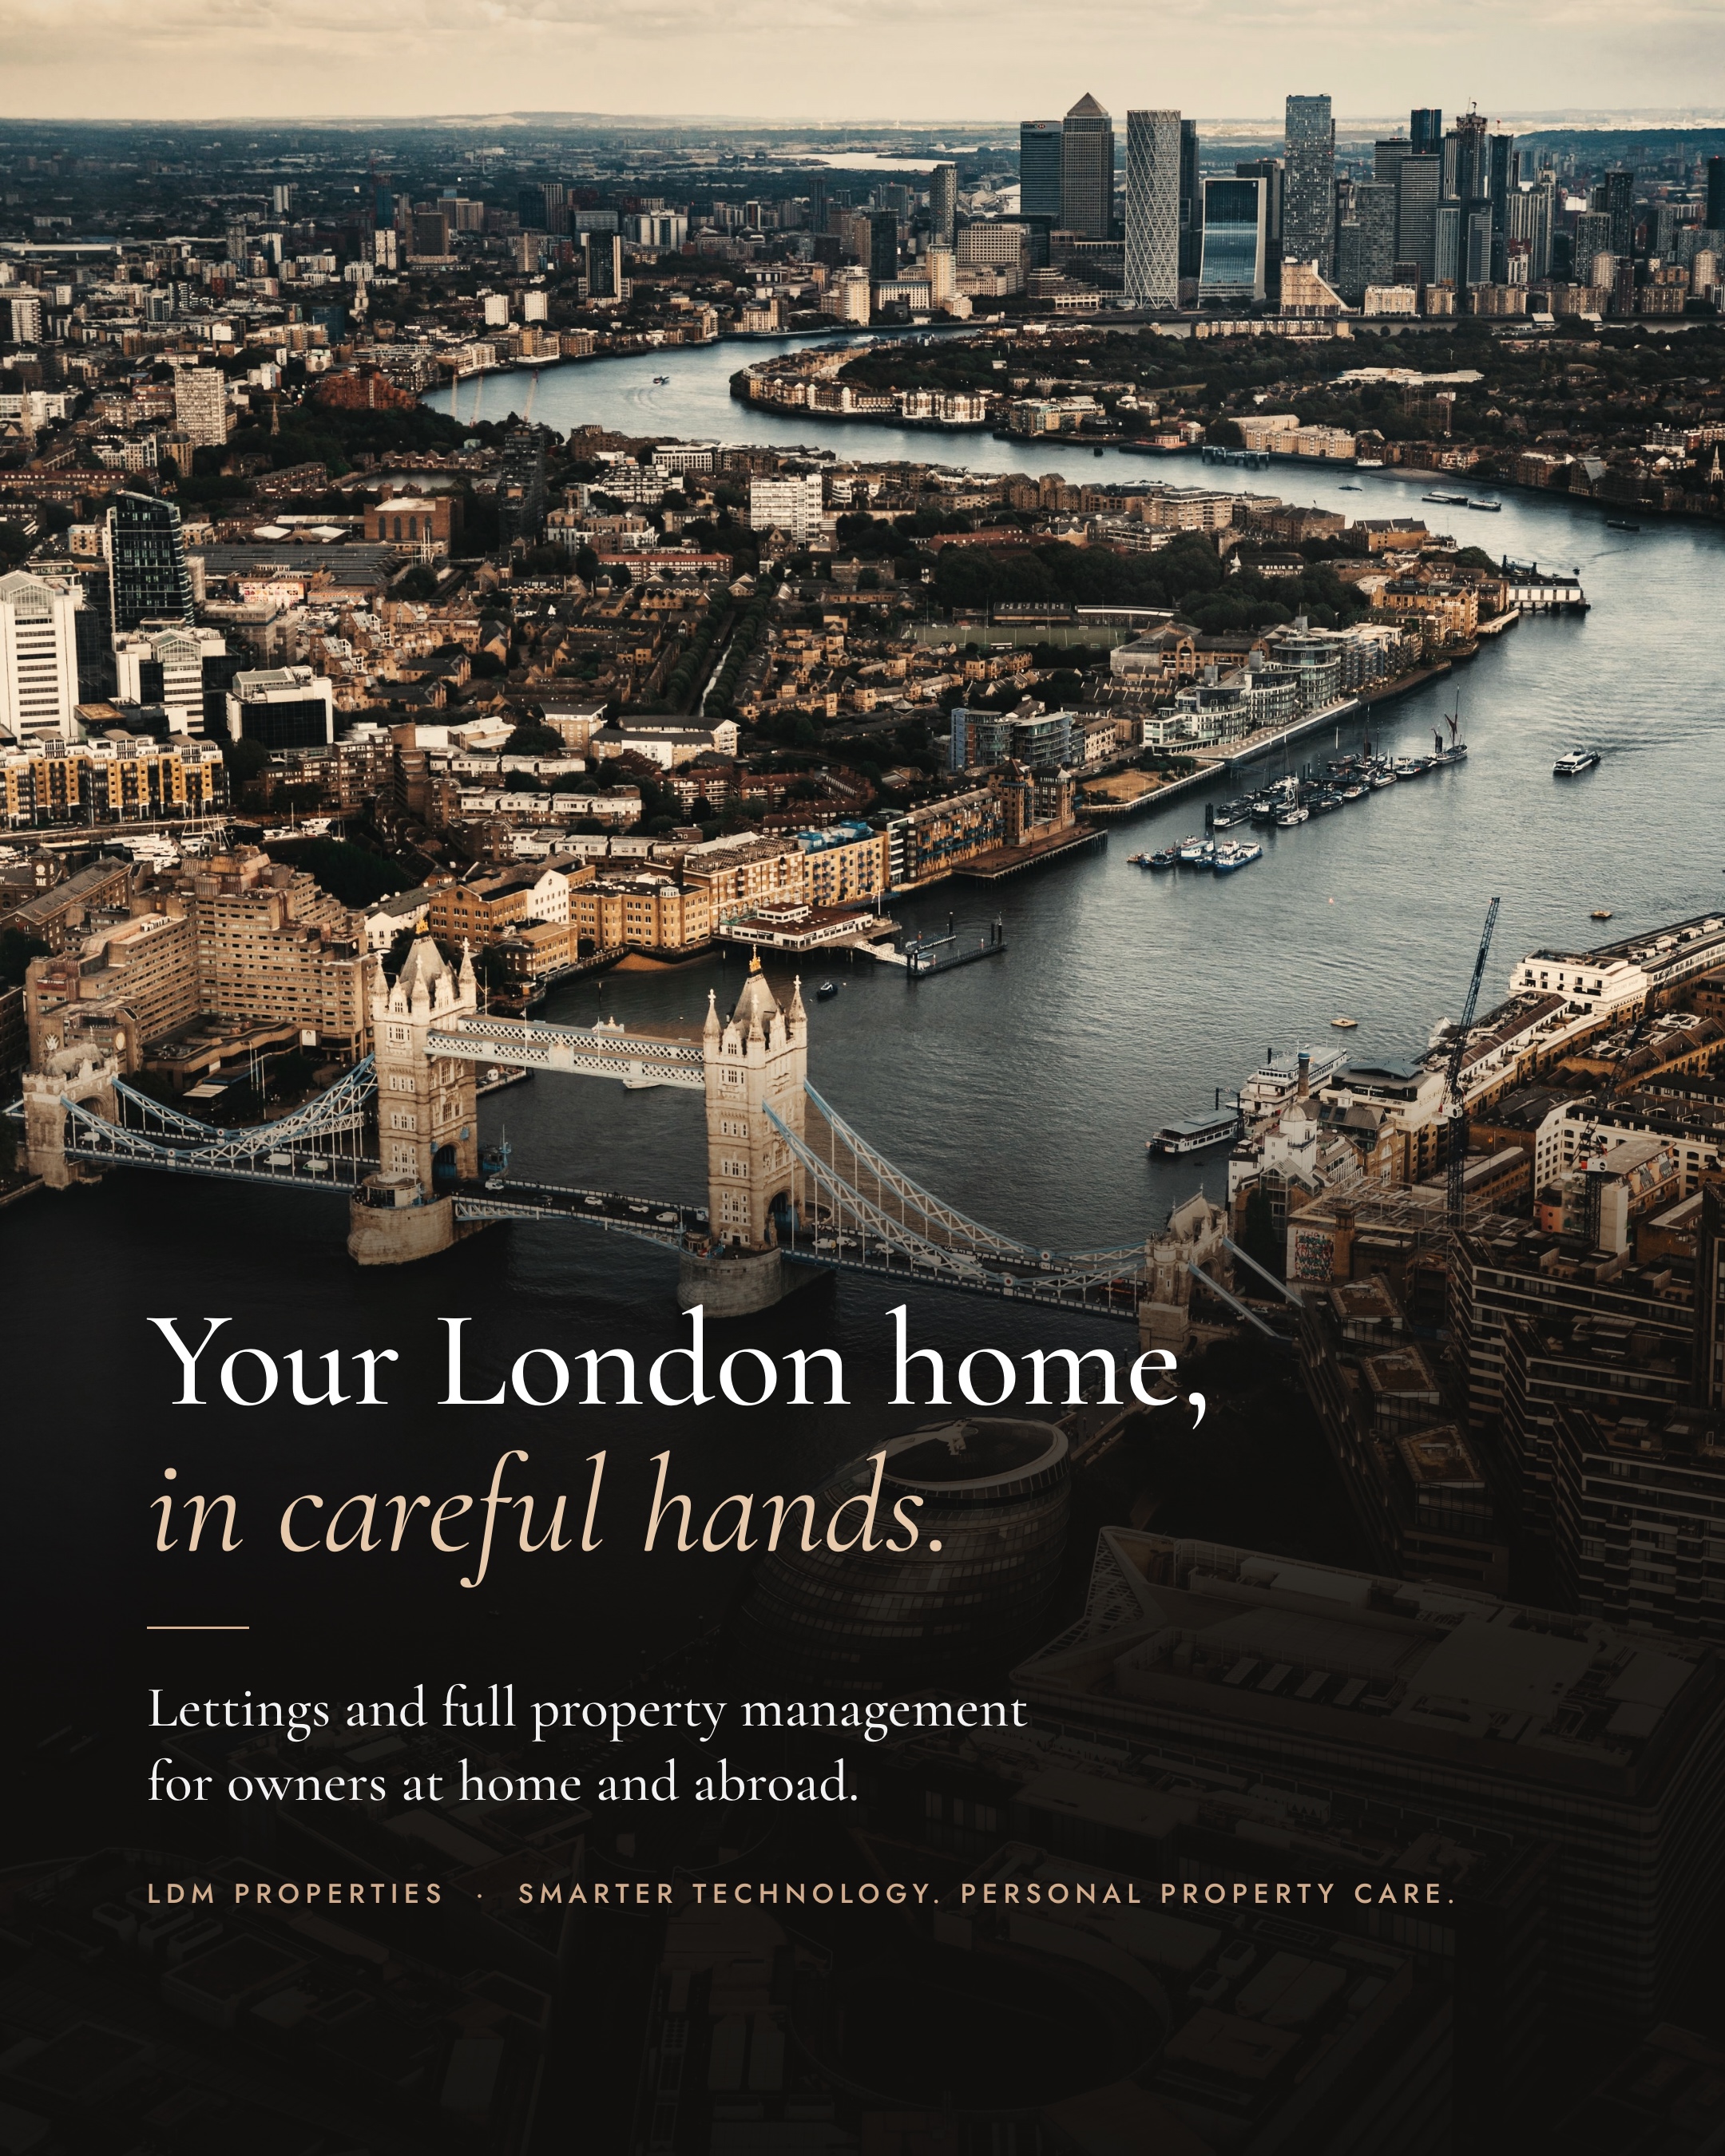 Your London home,
in careful hands.
Lettings and full property management
for owners at home and abroad.
LDM PROPERTIES · SMARTER TECHNOLOGY. PERSONAL PROPERTY CARE.